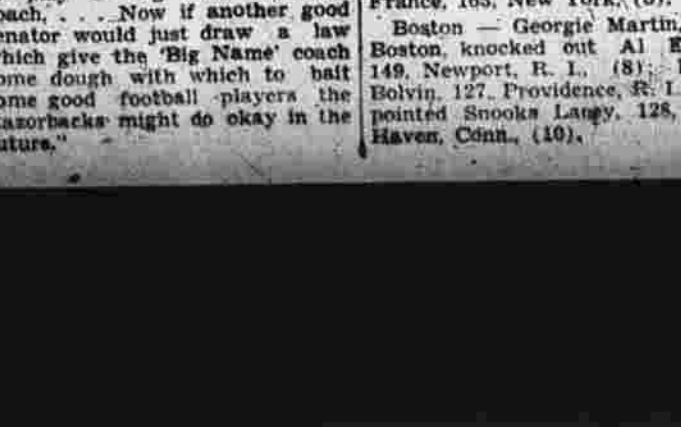 oach, . . . . Now if another good
enator would just draw a law
hich give the 'Big Name' coach
ome dough with which to bait
ome good football players the
azorbacks might do okay in the
uture."
France, 165, New York, (8).
Boston — Georgie Martin,
Boston, knocked out Al
149, Newport, R. I., (8);
Bolvin, 127, Providence, R. I.
pointed Snooks 128,
Haven, Conn., (10).